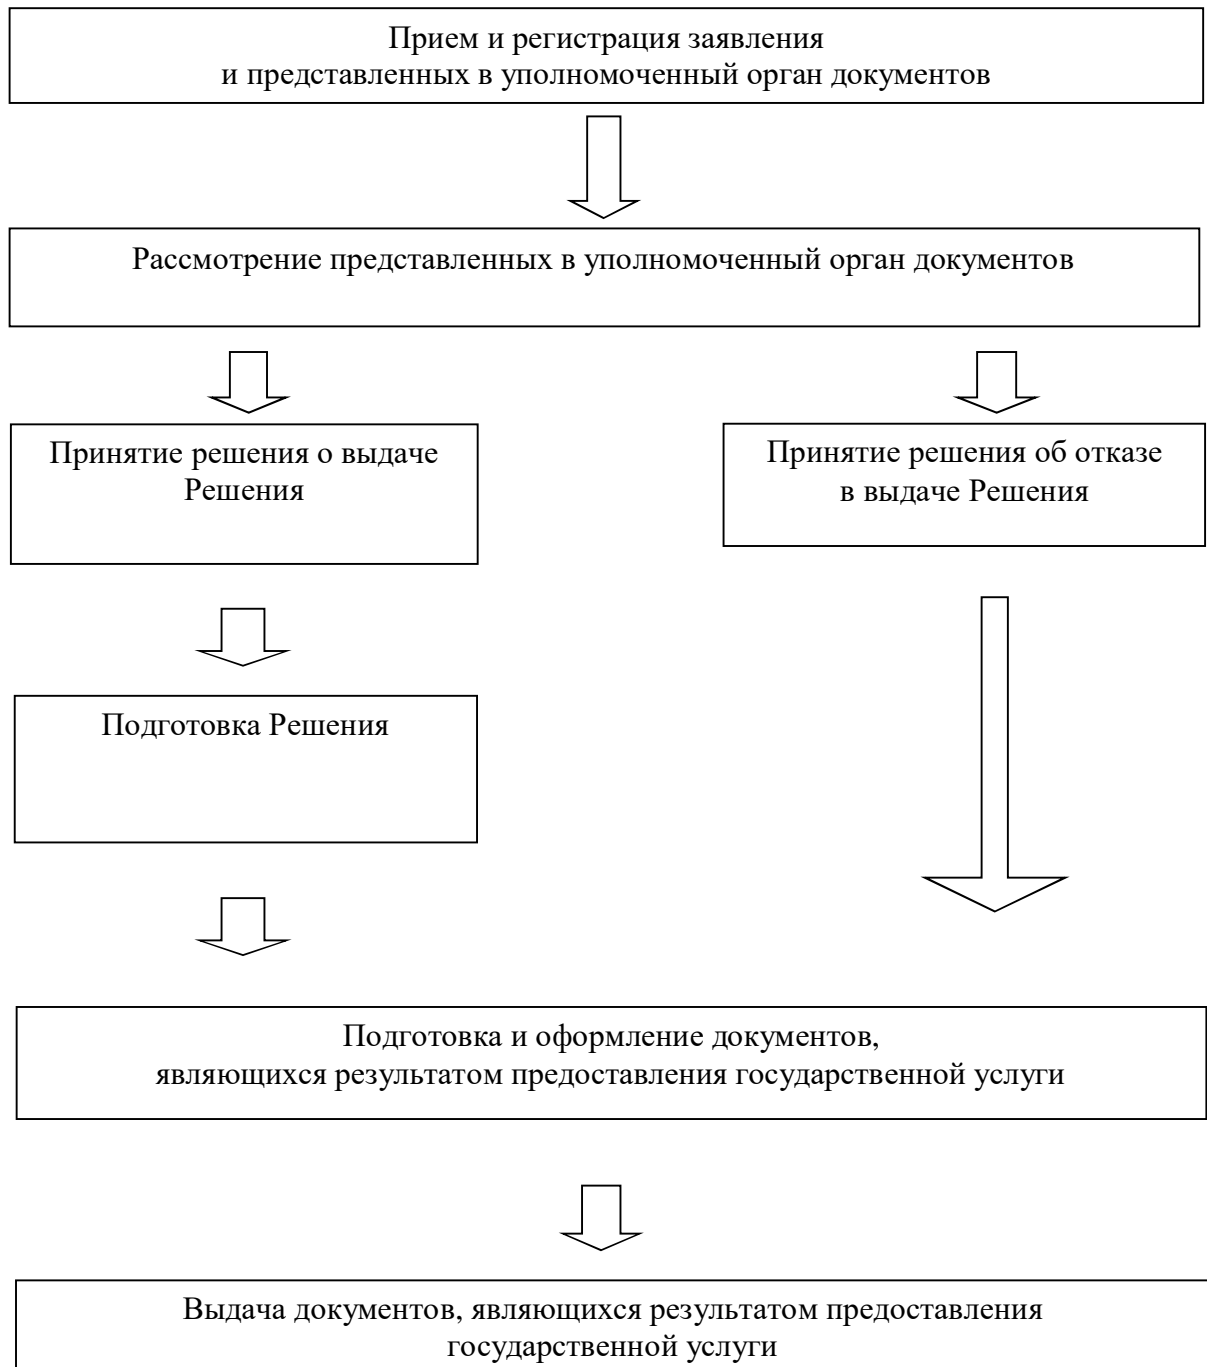 Прием и регистрация заявления
и представленных в уполномоченный орган документов
Рассмотрение представленных в уполномоченный орган документов
Принятие решения о выдаче
Решения
Принятие решения об отказе
в выдаче Решения
Подготовка Решения
Подготовка и оформление документов,
являющихся результатом предоставления государственной услуги
Выдача документов, являющихся результатом предоставления
государственной услуги